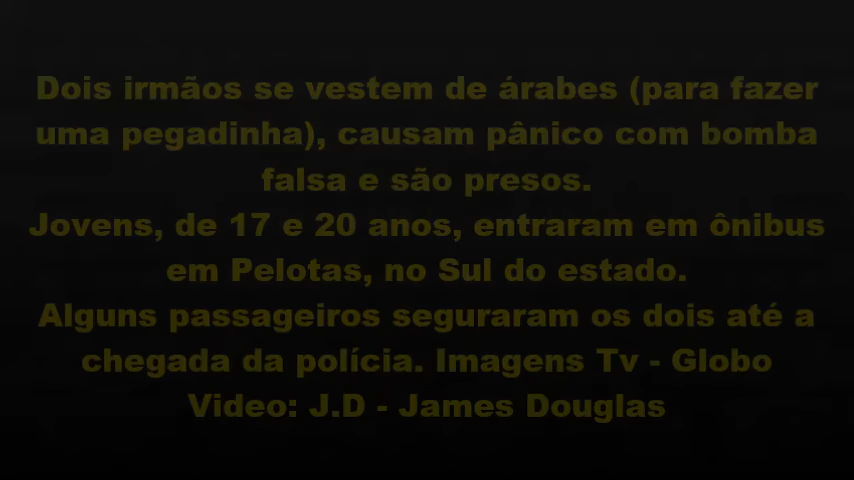 Dois irmãos se vestem de árabes (para fazer
uma pegadinha), causam pânico com bomba
falsa e são presos.
Jovens, de 17 e 20 anos, entraram em ônibus
em Pelotas, no Sul do estado.
Alguns passageiros seguraram os dois até a
chegada da polícia. Imagens Tv - Globo
Video: J.D - James Douglas